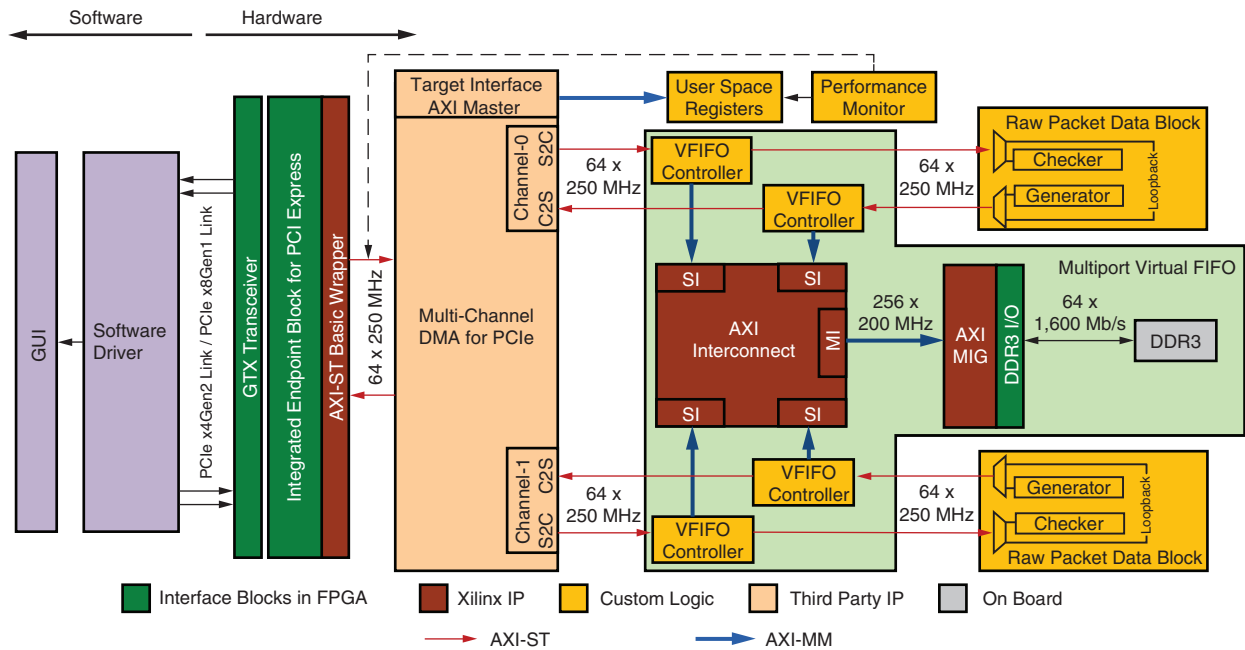 Software
Hardware
GUI
Software
Driver
PCIe x4Gen2 Link / PCIe x8Gen1 Link
GTX Transceiver
Integrated Endpoint Block for PCI Express
AXI-ST Basic Wrapper
64 x 250 MHz
Target Interface
AXI Master
Multi-Channel
DMA for PCIe
Channel-0
S2C
C2S
Channel-1
C2S
S2C
User Space
Registers
Performance
Monitor
64 x
250 MHz
VFIFO
Controller
VFIFO
Controller
64 x
250 MHz
Raw Packet Data Block
Checker
Generator
Loopback
Multiport Virtual FIFO
SI
SI
AXI
Interconnect
MI
SI
SI
256 x
200 MHz
AXI
MIG
DDR3 I/O
64 x
1,600 Mb/s
DDR3
64 x
250 MHz
VFIFO
Controller
VFIFO
Controller
64 x
250 MHz
Generator
Checker
Loopback
Raw Packet Data Block
Interface Blocks in FPGA
Xilinx IP
Custom Logic
Third Party IP
On Board
AXI-ST
AXI-MM